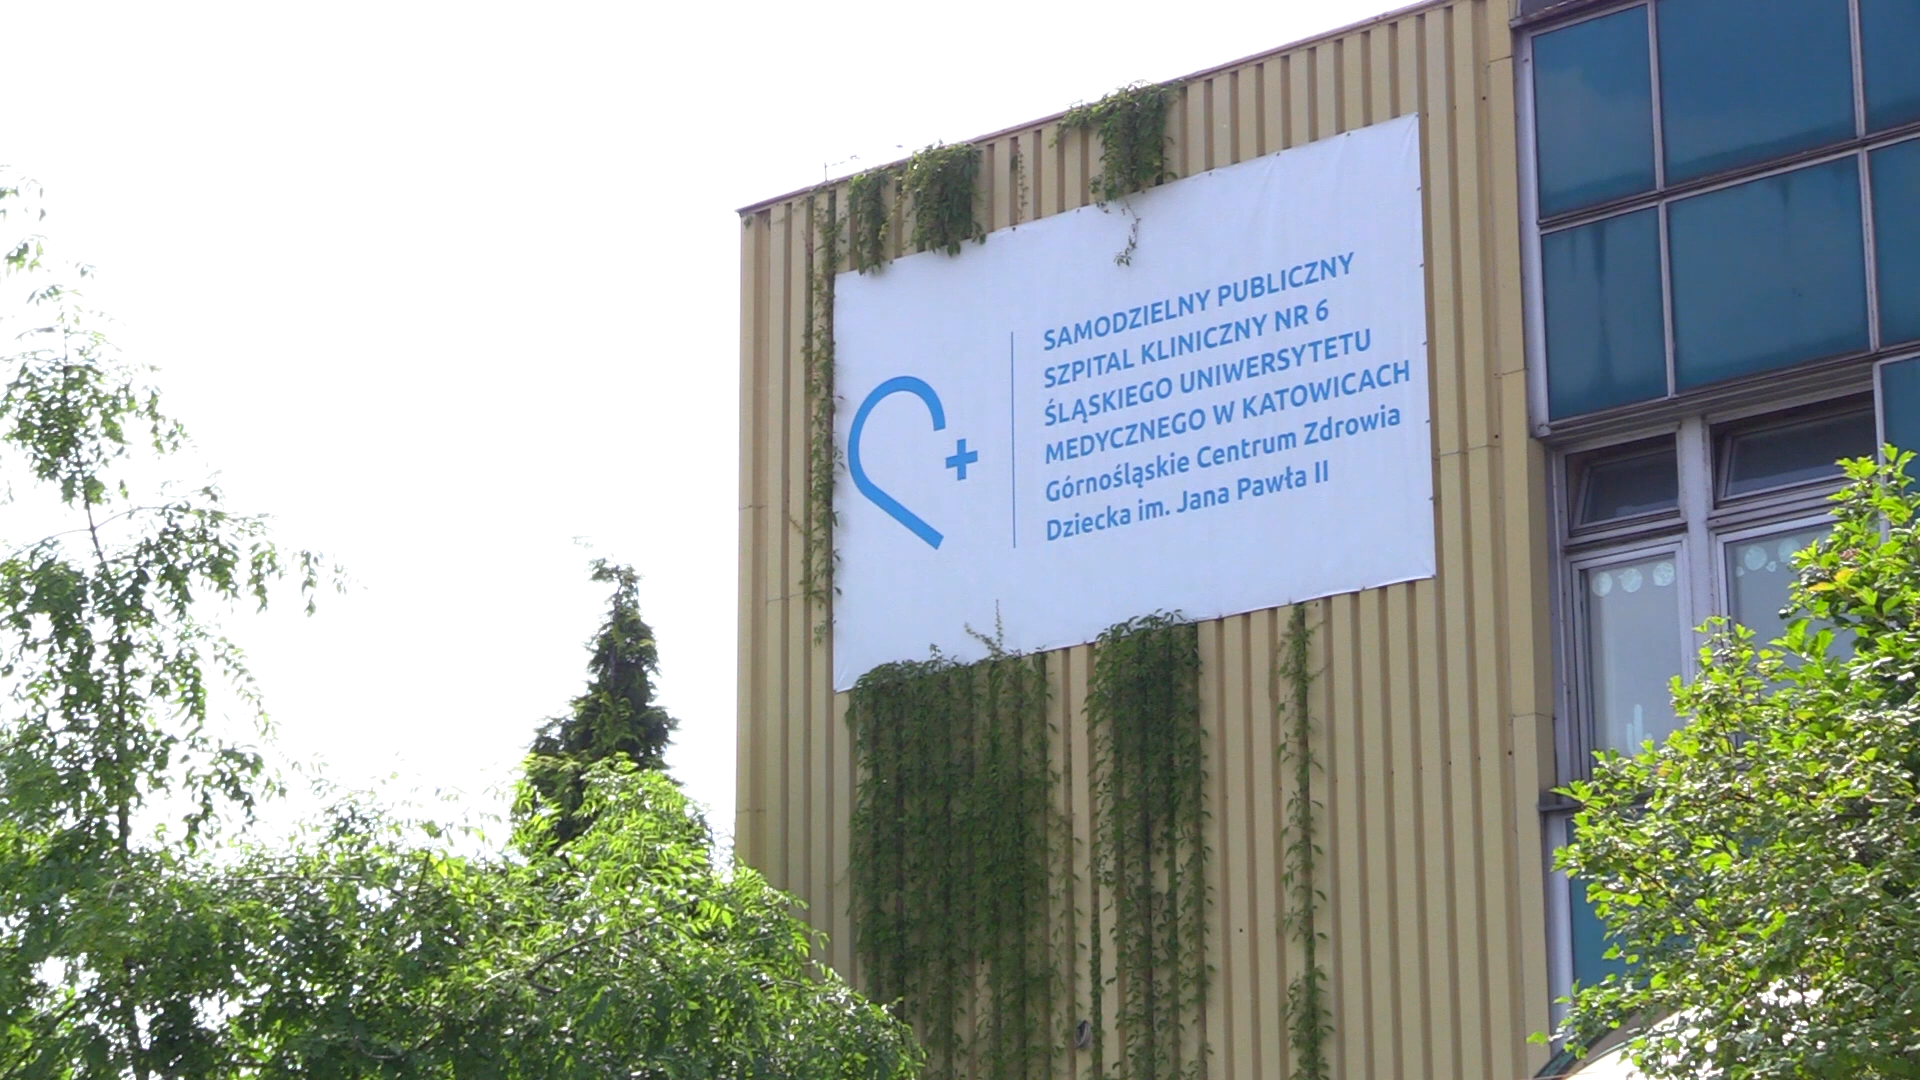 SAMODZIELNY PUBLICZNY
SZPITAL KLINICZNY NR 6
ŚLĄSKIEGO UNIWERSYTETU
MEDYCZNEGO W KATOWICACH
Górnośląskie Centrum Zdrowia
Dziecka im. Jana Pawła II